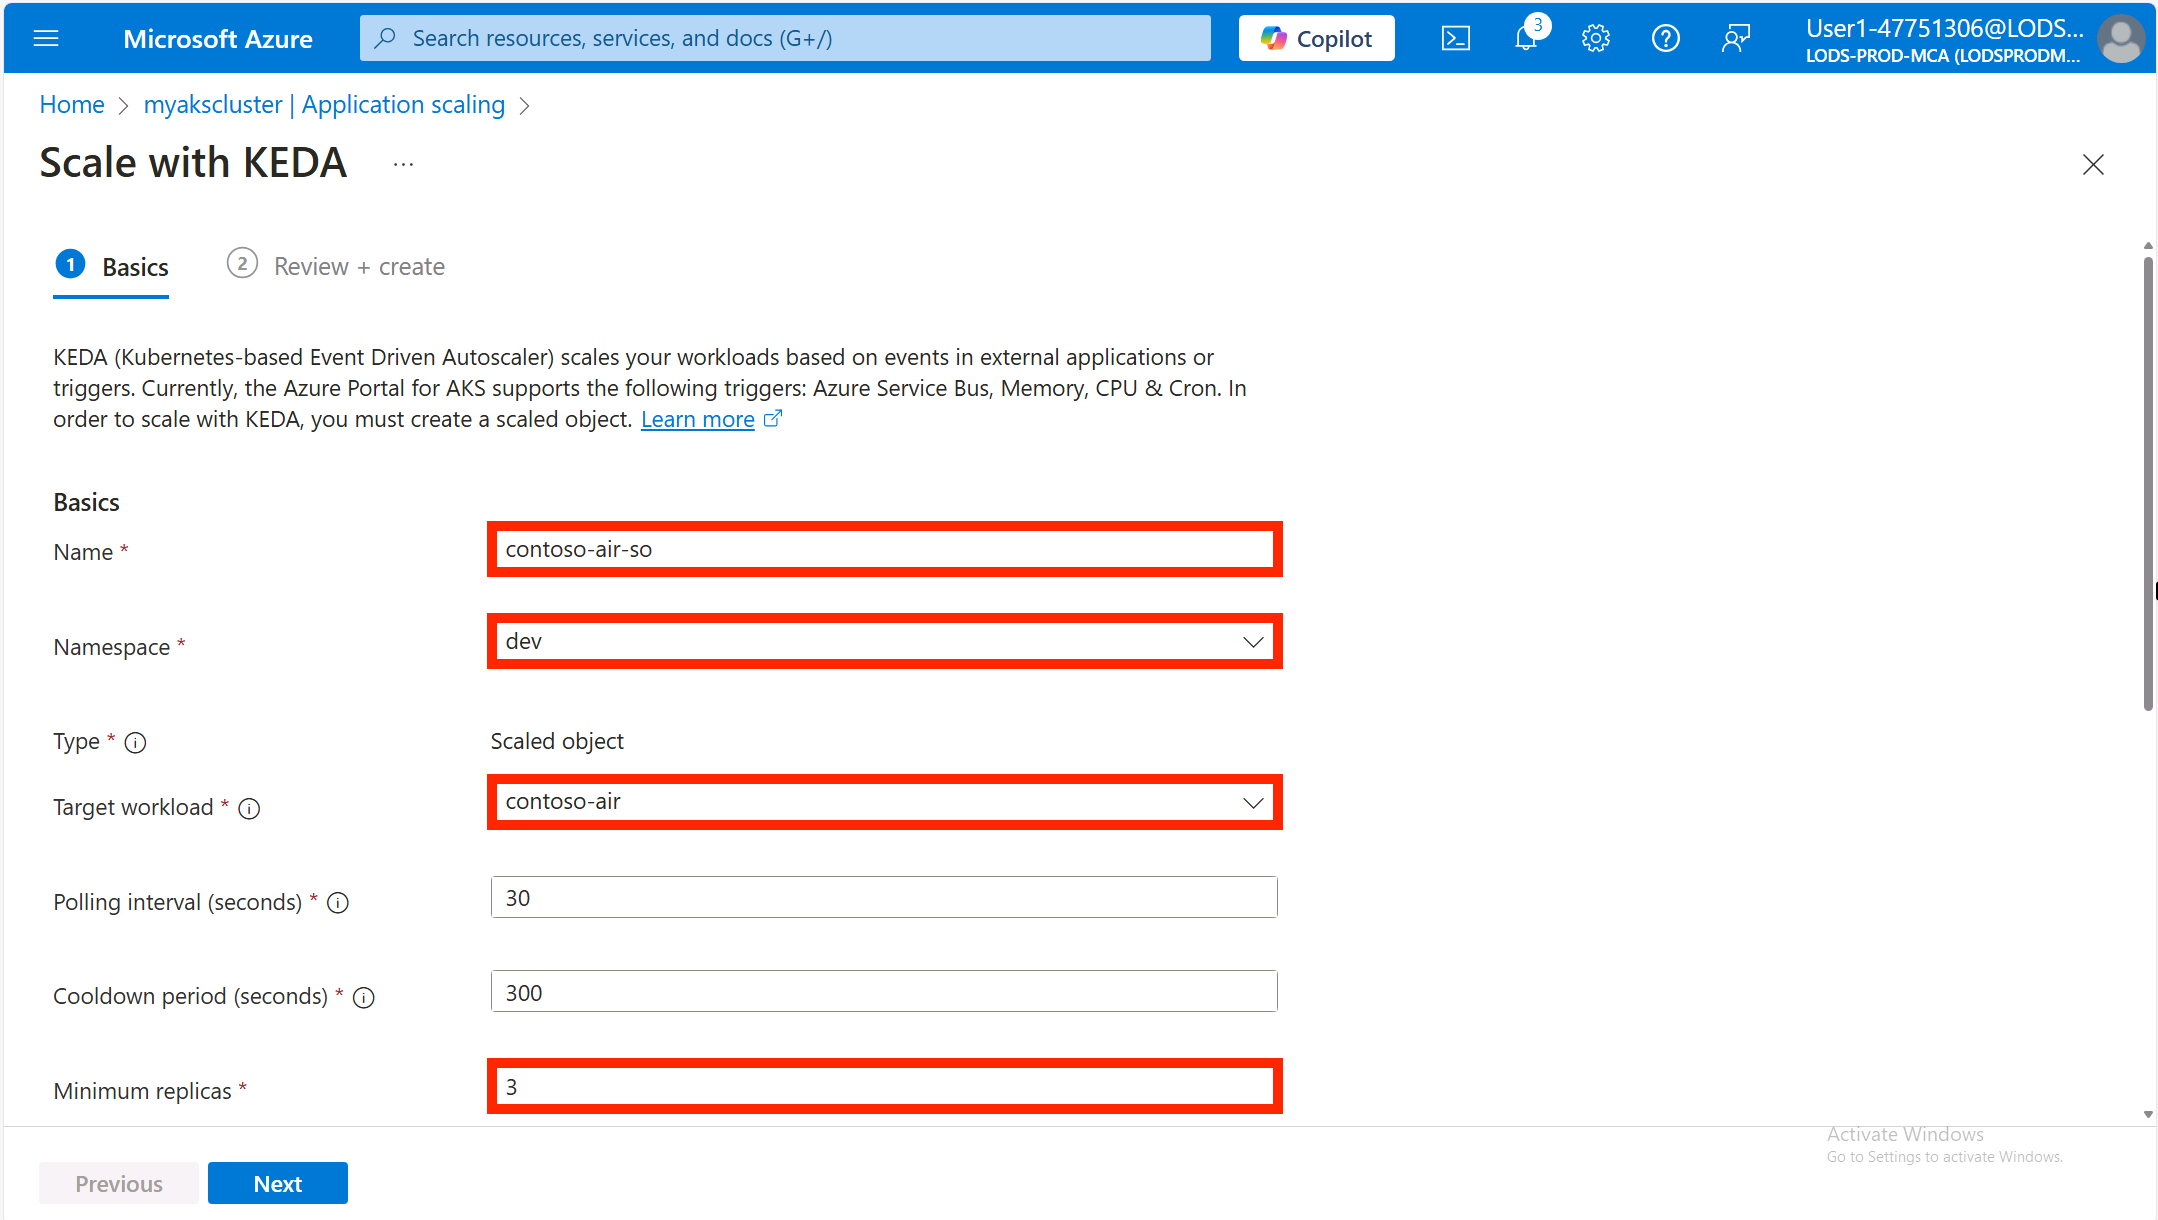 Microsoft Azure
Search resources, services, and docs (G+/)
Copilot
3
User1-47751306@LODS...
LODS-PROD-MCA (LODSPRODM...
Home > myakscluster | Application scaling >
Scale with KEDA ...
1 Basics
2 Review + create
KEDA (Kubernetes-based Event Driven Autoscaler) scales your workloads based on events in external applications or
triggers. Currently, the Azure Portal for AKS supports the following triggers: Azure Service Bus, Memory, CPU & Cron. In
order to scale with KEDA, you must create a scaled object. Learn more
Basics
Name *
contoso-air-so
Namespace *
dev
Type *
Scaled object
Target workload *
contoso-air
Polling interval (seconds) *
30
Cooldown period (seconds) *
300
Minimum replicas *
3
Activate Windows
Go to Settings to activate Windows.
Previous
Next